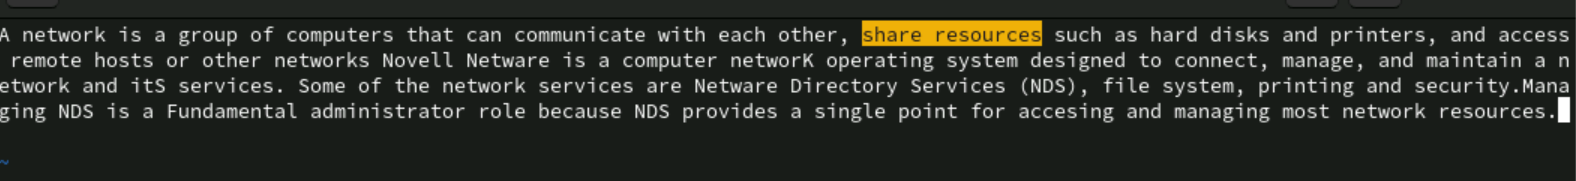 A network is a group of computers that can communicate with each other, share resources such as hard disks and printers, and access
 remote hosts or other networks Novell Netware is a computer networK operating system designed to connect, manage, and maintain a n
etwork and itS services. Some of the network services are Netware Directory Services (NDS), file system, printing and security.Mana
ging NDS is a Fundamental administrator role because NDS provides a single point for accesing and managing most network resources.
~